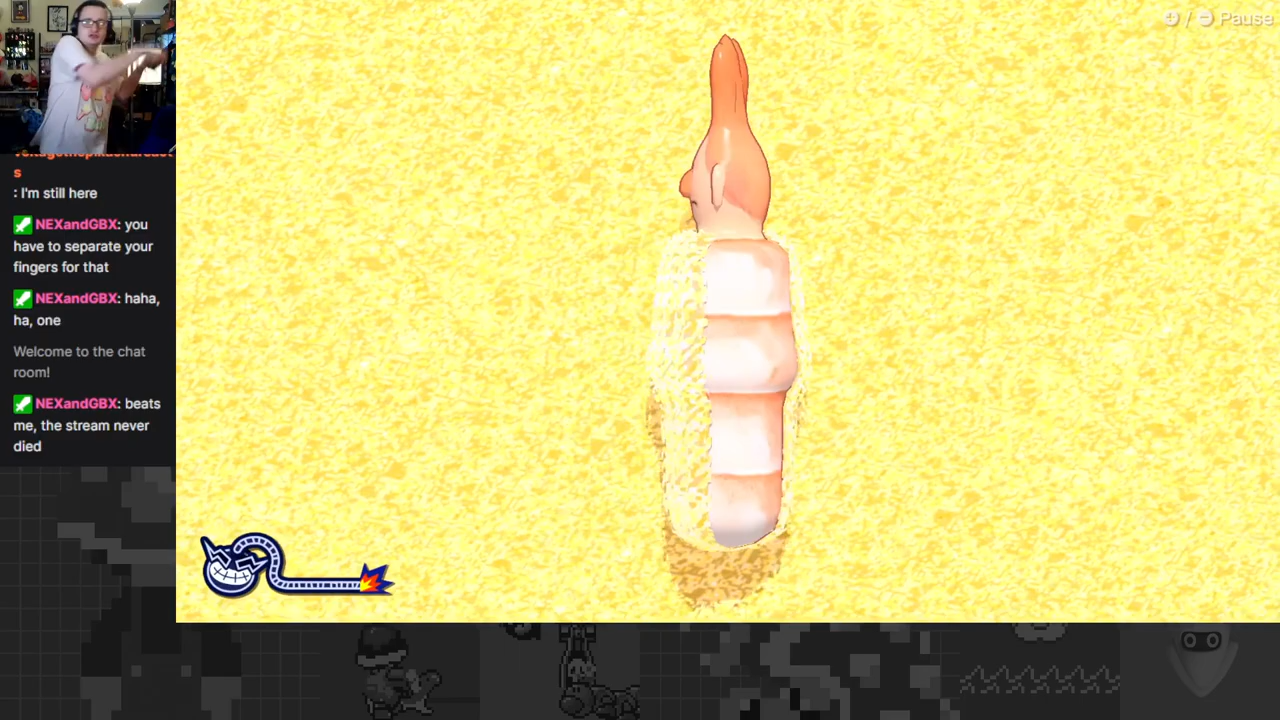 + / - Pause
s
: I'm still here
NEXandGBX: you
have to separate your
fingers for that
NEXandGBX: haha,
ha, one
Welcome to the chat
room!
NEXandGBX: beats
me, the stream never
died